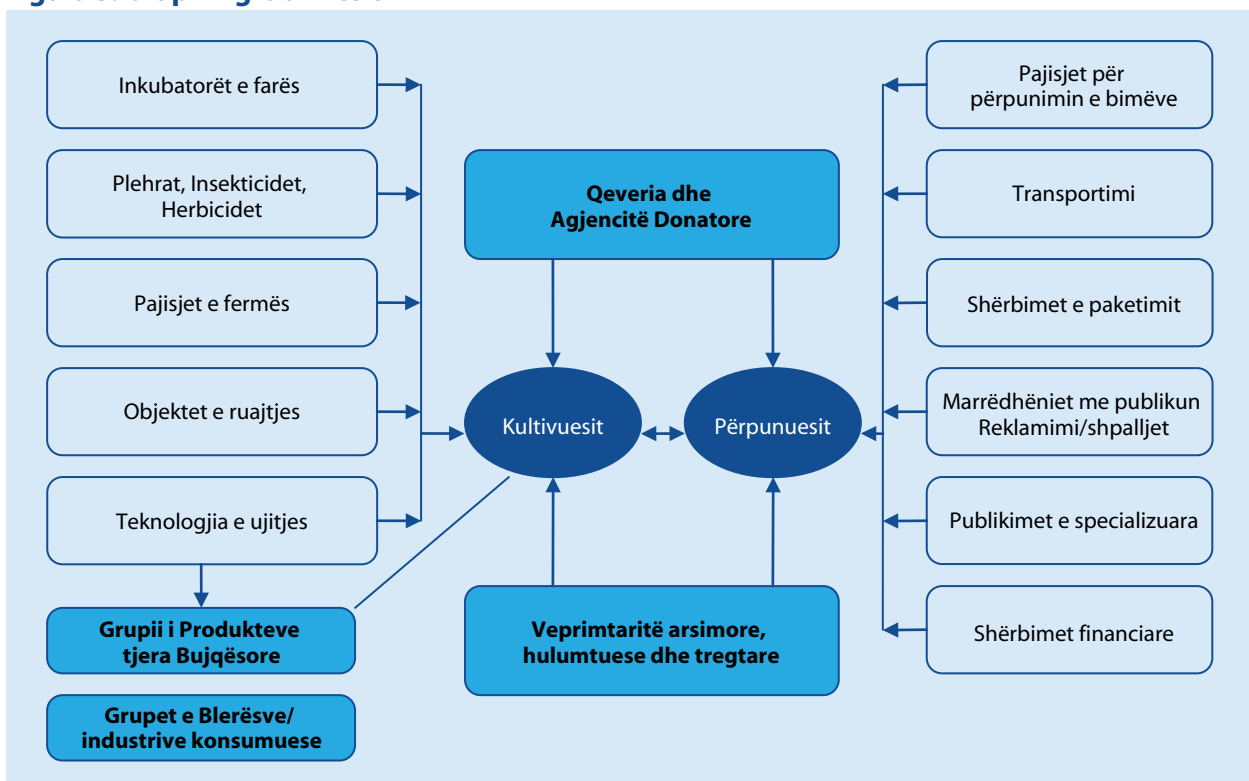 Inkubatorët e farës
Plehrat, Insekticidet,
Herbicidet
Pajisjet e fermës
Objektet e ruajtjes
Teknologjia e ujitjes
Grupii i Produkteve
tjera Bujqësore
Grupet e Blerësve/
industrive konsumuese
Qeveria dhe
Agjencitë Donatore
Kultivuesit
Përpunuesit
Veprimtaritë arsimore,
hulumtuese dhe tregtare
Pajisjet për
përpunimin e bimëve
Transportimi
Shërbimet e paketimit
Marrëdhëniet me publikun
Reklamimi/shpalljet
Publikimet e specializuara
Shërbimet financiare